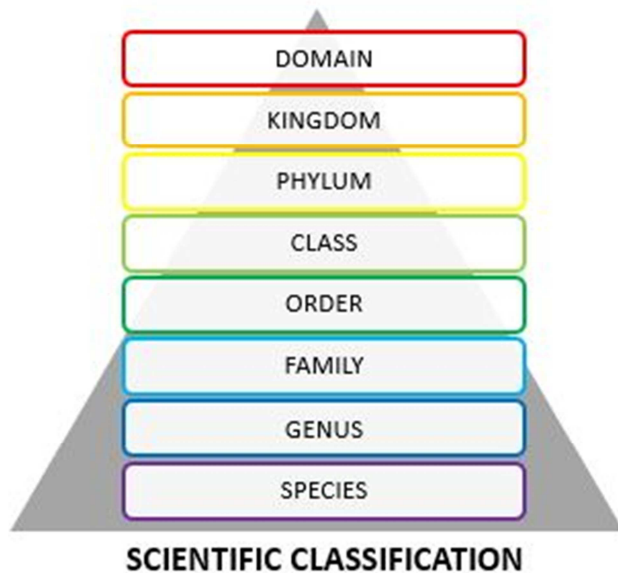 DOMAIN
KINGDOM
PHYLUM
CLASS
ORDER
FAMILY
GENUS
SPECIES
SCIENTIFIC CLASSIFICATION